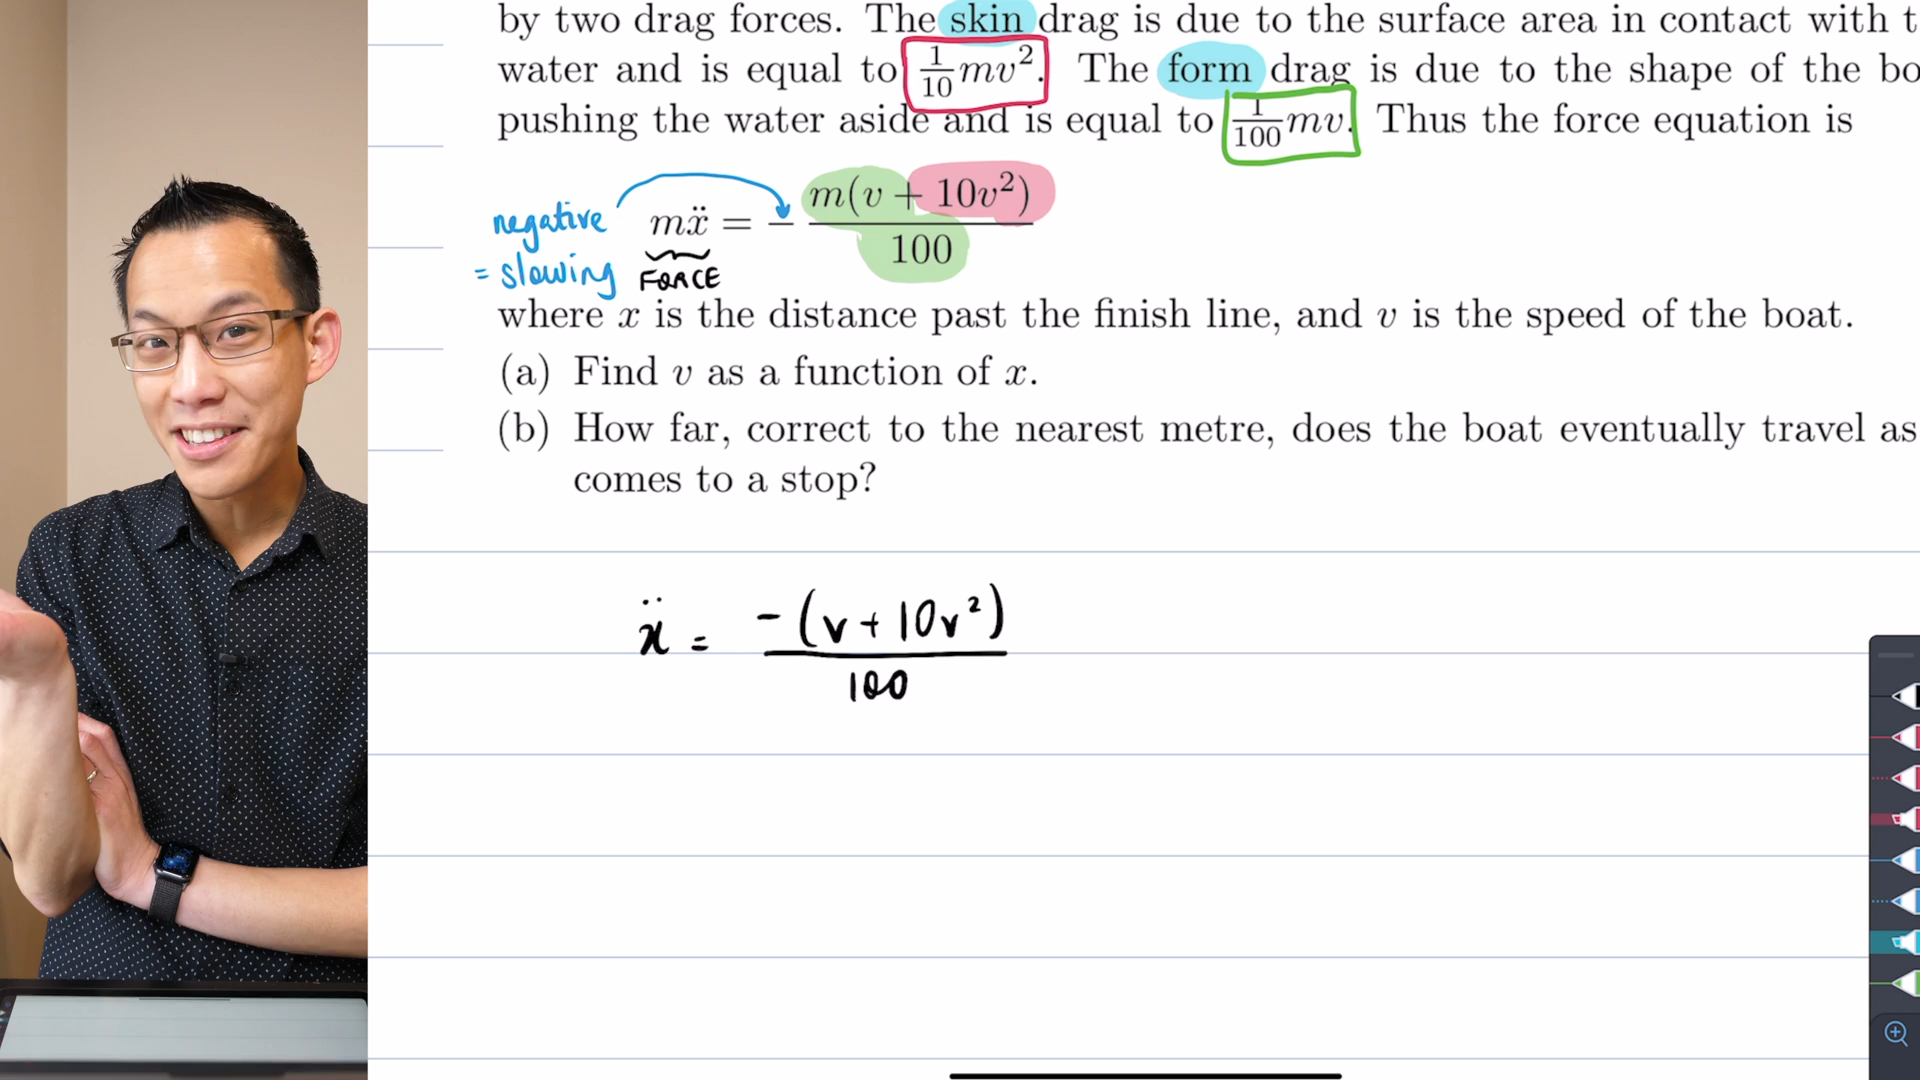 by two drag forces. The skin drag is due to the surface area in contact with t
water and is equal to 1/10 mv². The form drag is due to the shape of the bo
pushing the water aside and is equal to 1/100 mv. Thus the force equation is
negative
= slowing
mẍ = − m(v + 10v²) / 100
FORCE
where x is the distance past the finish line, and v is the speed of the boat.
(a) Find v as a function of x.
(b) How far, correct to the nearest metre, does the boat eventually travel as
comes to a stop?
ẍ = -(v + 10v²) / 100